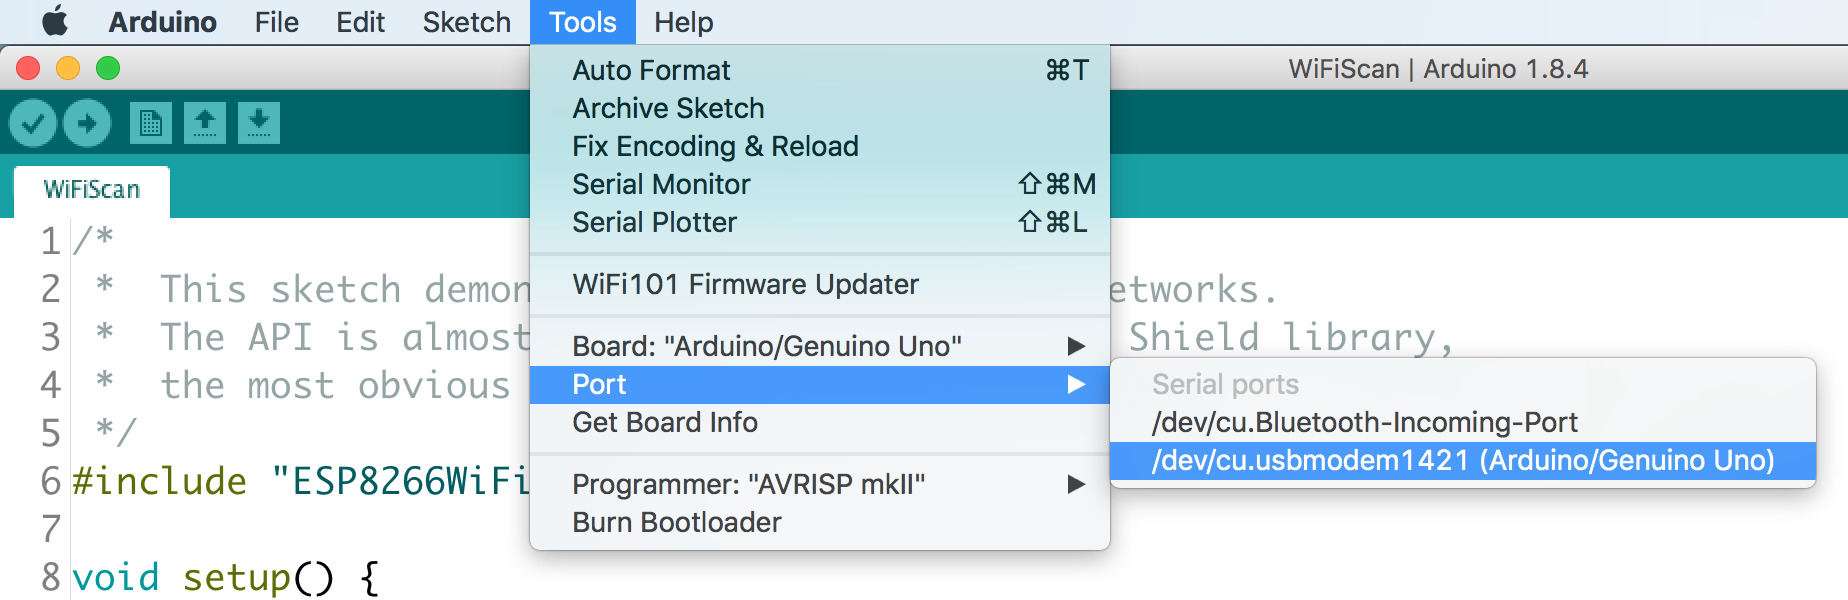 Arduino File Edit Sketch Tools Help
WiFiScan | Arduino 1.8.4
WiFiScan
Auto Format ⌘T
Archive Sketch
Fix Encoding & Reload
Serial Monitor ⇧⌘M
Serial Plotter ⇧⌘L
WiFi101 Firmware Updater
Board: "Arduino/Genuino Uno"
Port
Get Board Info
Programmer: "AVRISP mkII"
Burn Bootloader
Serial ports
/dev/cu.Bluetooth-Incoming-Port
/dev/cu.usbmodem1421 (Arduino/Genuino Uno)
1 /*
2 * This sketch demon etworks.
3 * The API is almost Shield library,
4 * the most obvious
5 */
6 #include "ESP8266WiFi
7
8 void setup() {